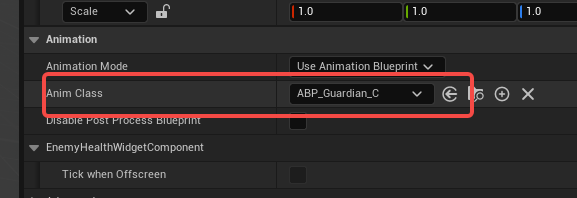 Scale 1.0 1.0 1.0
Animation
Animation Mode Use Animation Blueprint
Anim Class ABP_Guardian_C
Disable Post Process Blueprint
EnemyHealthWidgetComponent
Tick when Offscreen